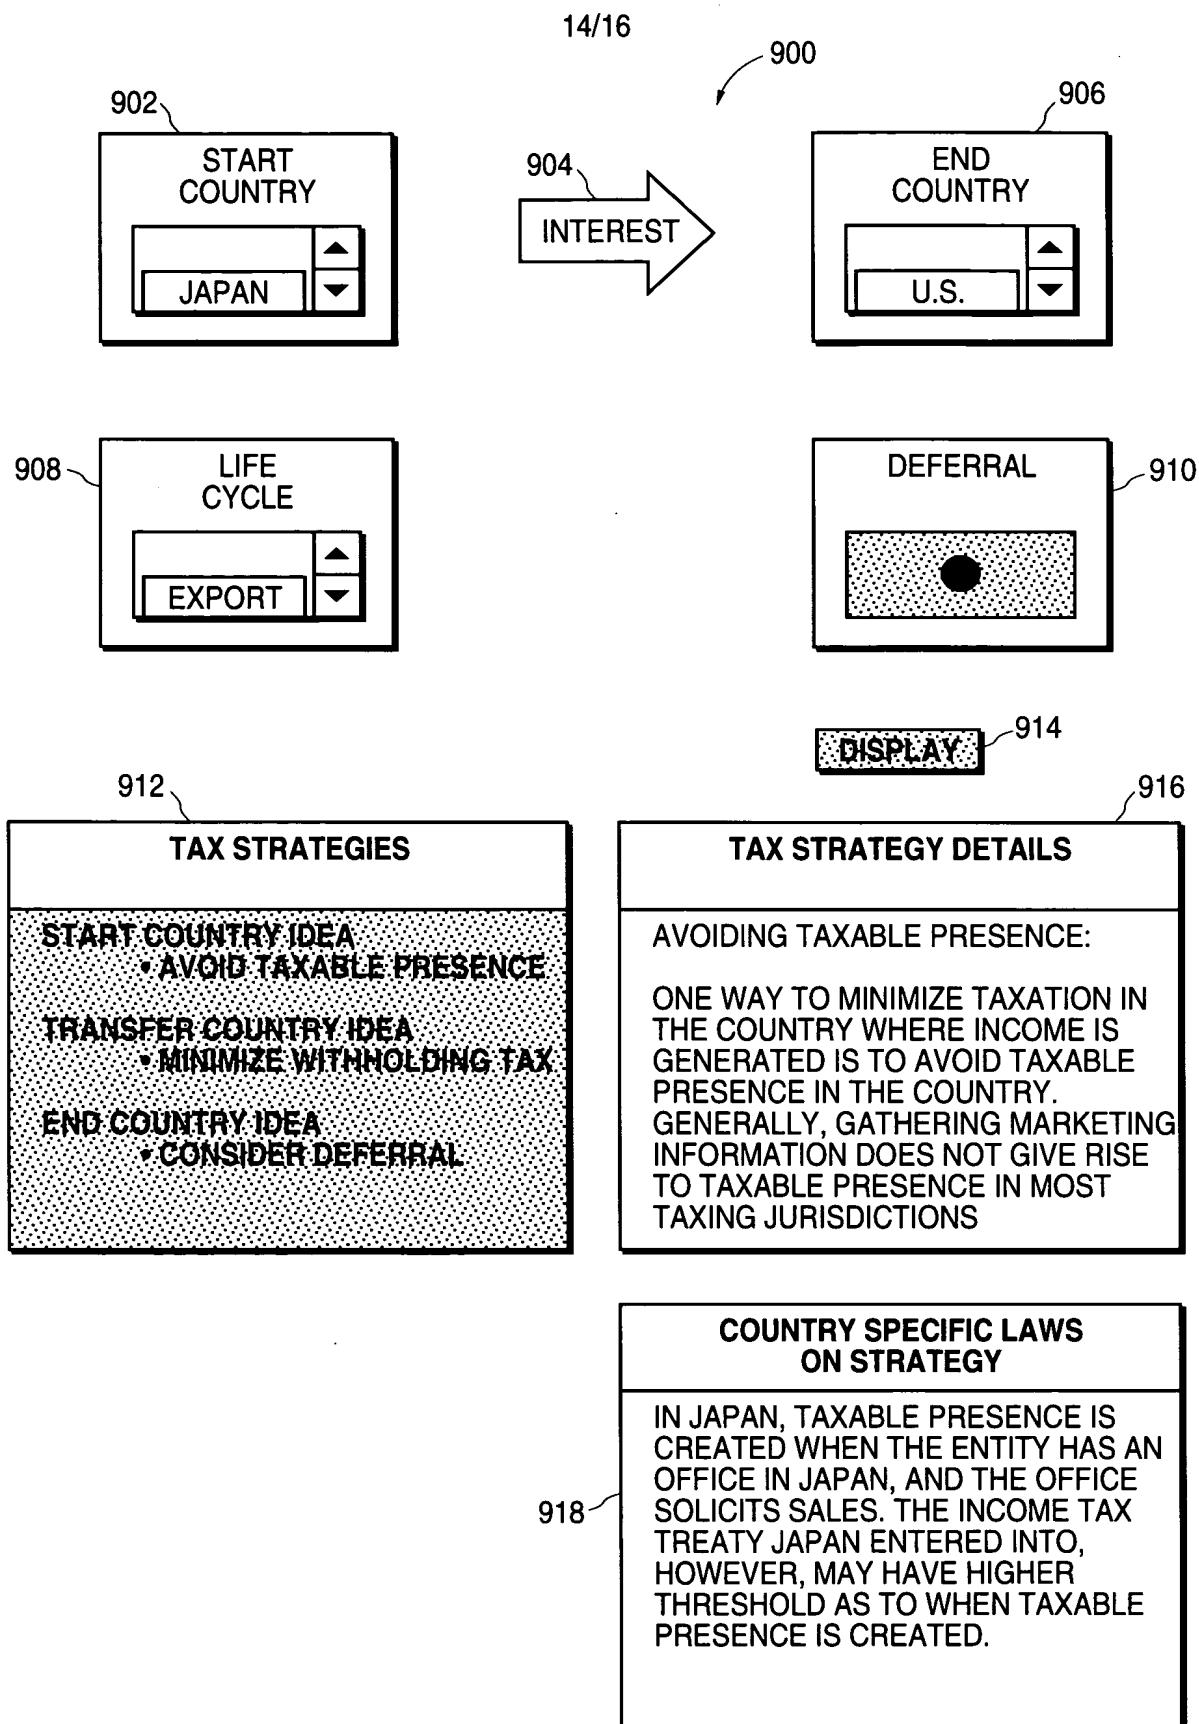 14/16
900
902
START
COUNTRY
JAPAN
904
INTEREST
906
END
COUNTRY
U.S.
908
LIFE
CYCLE
EXPORT
DEFERRAL
910
DISPLAY
914
912
TAX STRATEGIES
START COUNTRY IDEA
• AVOID TAXABLE PRESENCE
TRANSFER COUNTRY IDEA
• MINIMIZE WITHHOLDING TAX
END COUNTRY IDEA
• CONSIDER DEFERRAL
916
TAX STRATEGY DETAILS
AVOIDING TAXABLE PRESENCE:
ONE WAY TO MINIMIZE TAXATION IN
THE COUNTRY WHERE INCOME IS
GENERATED IS TO AVOID TAXABLE
PRESENCE IN THE COUNTRY.
GENERALLY, GATHERING MARKETING
INFORMATION DOES NOT GIVE RISE
TO TAXABLE PRESENCE IN MOST
TAXING JURISDICTIONS
918
COUNTRY SPECIFIC LAWS
ON STRATEGY
IN JAPAN, TAXABLE PRESENCE IS
CREATED WHEN THE ENTITY HAS AN
OFFICE IN JAPAN, AND THE OFFICE
SOLICITS SALES. THE INCOME TAX
TREATY JAPAN ENTERED INTO,
HOWEVER, MAY HAVE HIGHER
THRESHOLD AS TO WHEN TAXABLE
PRESENCE IS CREATED.